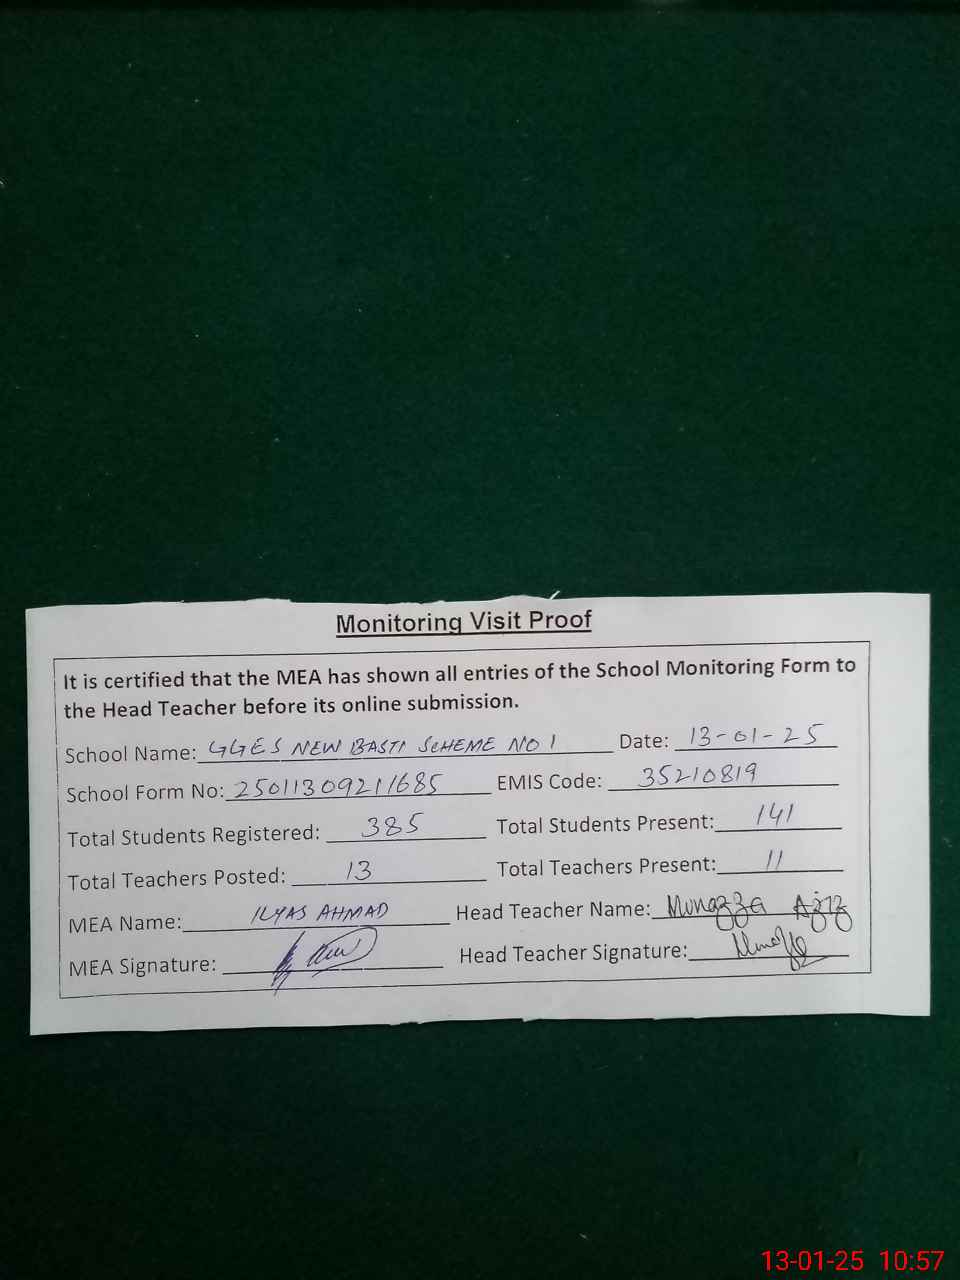 Monitoring Visit Proof
It is certified that the MEA has shown all entries of the School Monitoring Form to
the Head Teacher before its online submission.
School Name: GGES NEW BASTI SCHEME NO 1 Date: 13-01-25
School Form No: 25011309211685 EMIS Code: 35210819
Total Students Registered: 385 Total Students Present: 141
Total Teachers Posted: 13 Total Teachers Present: 11
MEA Name: ILYAS AHMAD Head Teacher Name: Munazza Aziz
MEA Signature: Head Teacher Signature:
13-01-25 10:57